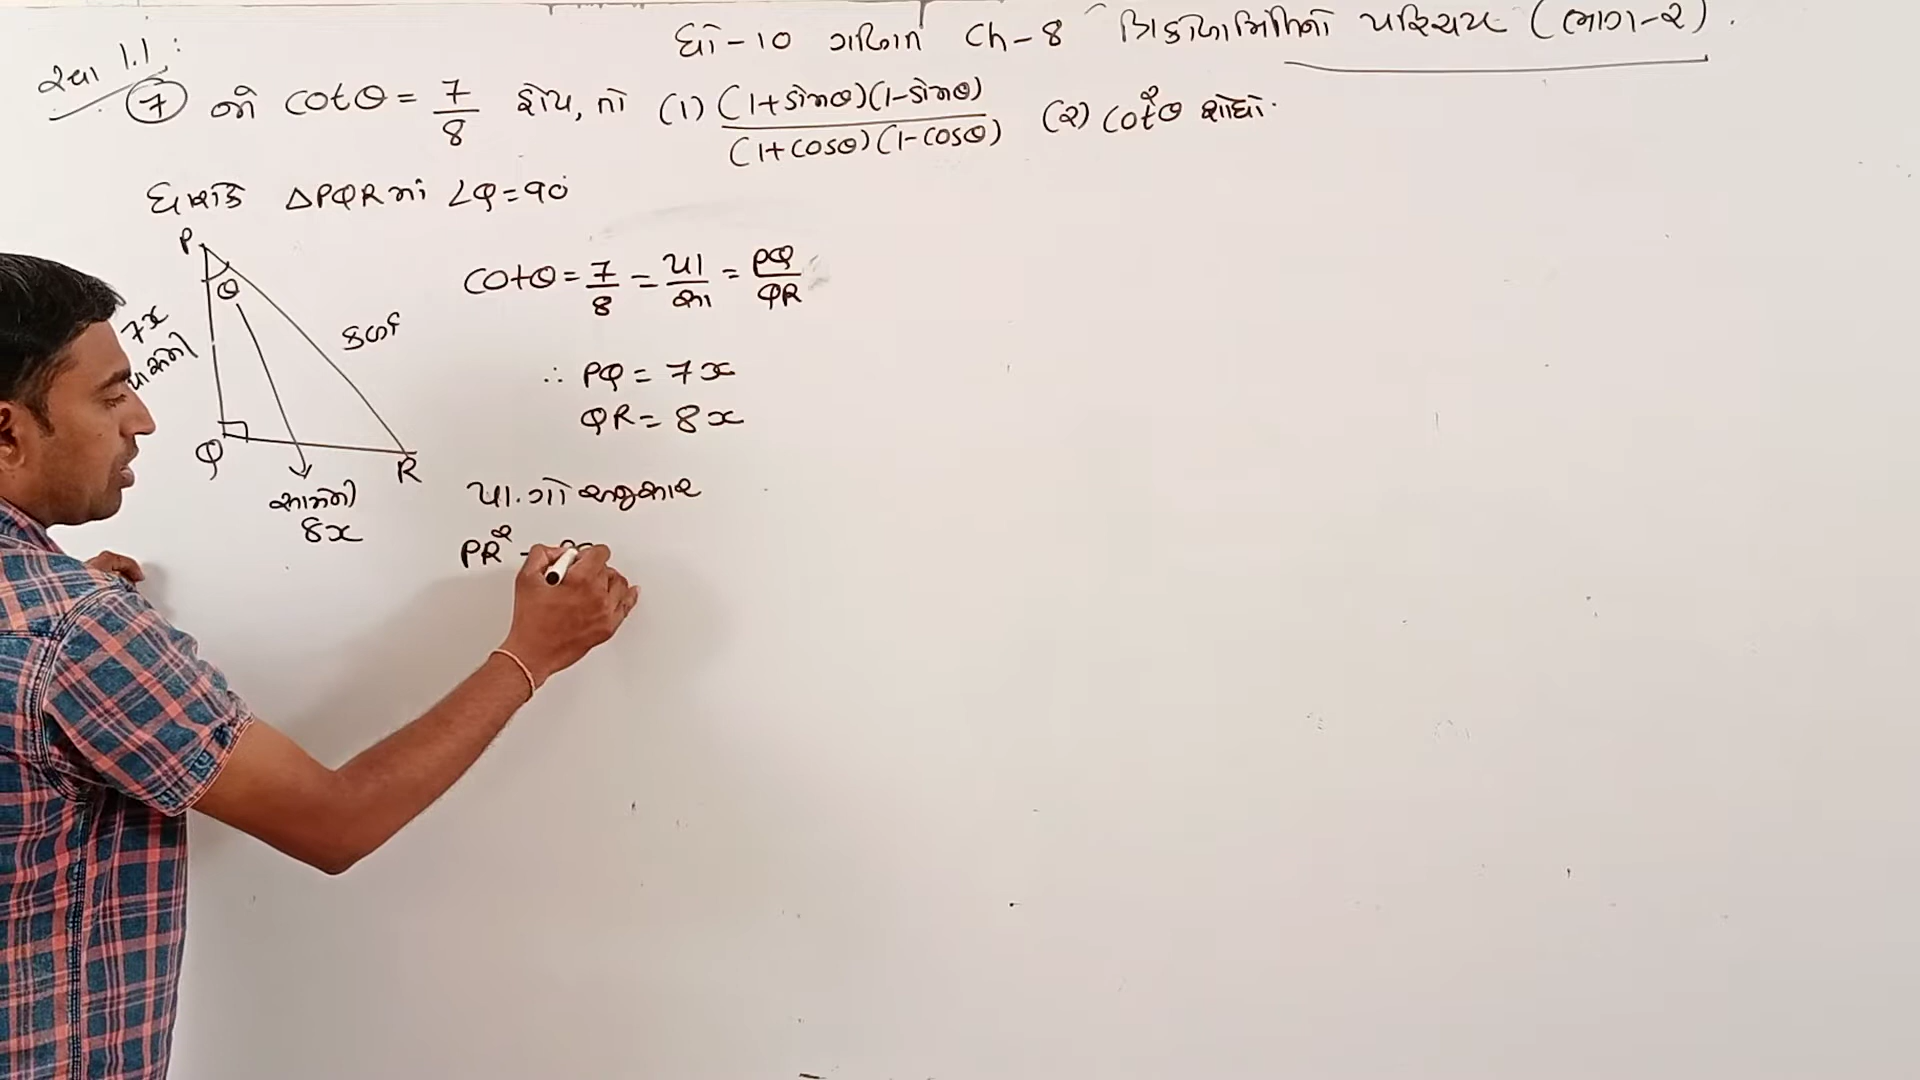 ધો-10 ગણિત Ch-8 ત્રિકોણમિતિનો પરિચય (ભાગ-૨).
સ્વા 1.1 :
7 જો cotθ = 7/8 હોય, તો (1) (1+sinθ)(1-sinθ)/(1+cosθ)(1-cosθ) (૨) cot²θ શોધો.
ધારોકે ΔPQR માં ∠Q=90°
P
θ
7x
પાસેની
કર્ણ
Q
R
સામેની
8x
cotθ = 7/8 = પા/સા = PQ/QR
∴ PQ = 7x
QR = 8x
પા.ગો અનુસાર
PR² =